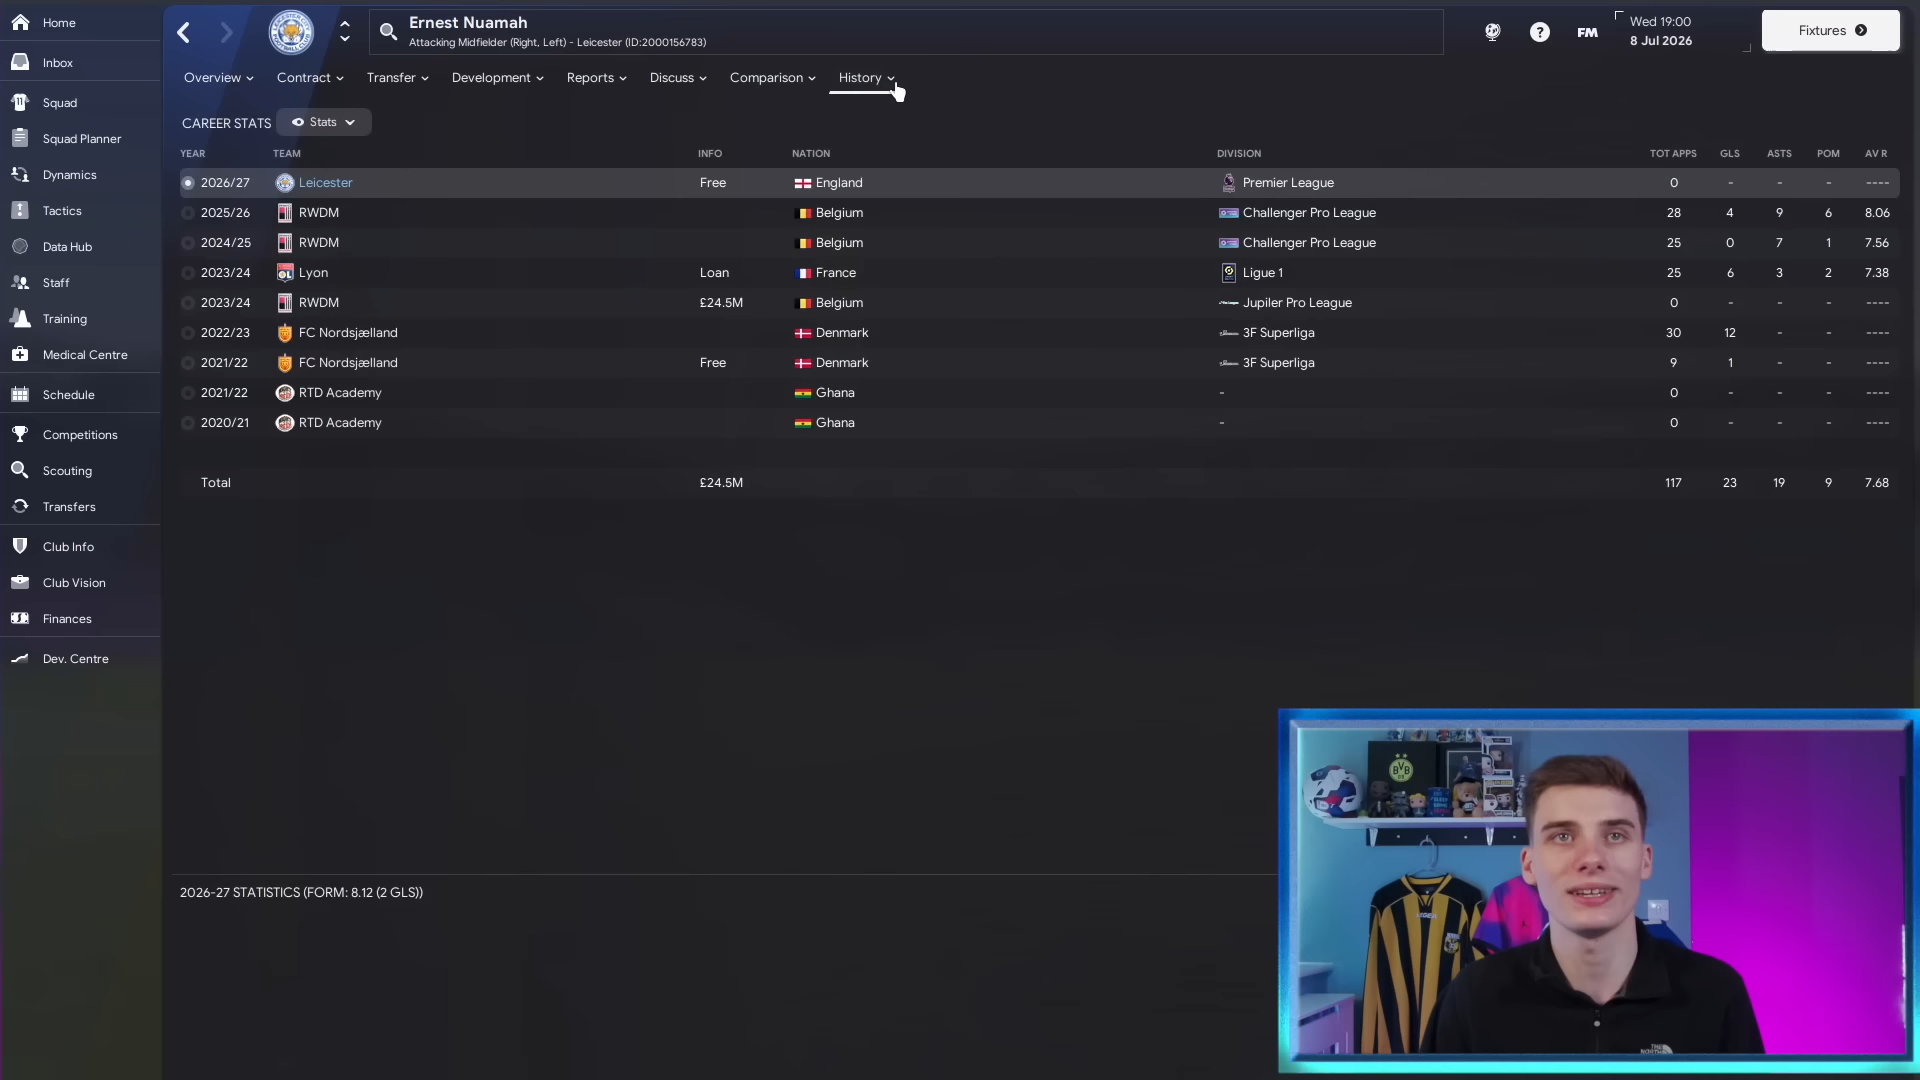 Home
Inbox
Squad
Squad Planner
Dynamics
Tactics
Data Hub
Staff
Training
Medical Centre
Schedule
Competitions
Scouting
Transfers
Club Info
Club Vision
Finances
Dev. Centre
Ernest Nuamah
Attacking Midfielder (Right, Left) - Leicester (ID:2000156783)
FM
Wed 19:00
8 Jul 2026
Fixtures
Overview Contract Transfer Development Reports Discuss Comparison History
CAREER STATS Stats
YEAR TEAM INFO NATION DIVISION TOT APPS GLS ASTS POM AV R
2026/27 Leicester Free England Premier League 0 - - - ----
2025/26 RWDM Belgium Challenger Pro League 28 4 9 6 8.06
2024/25 RWDM Belgium Challenger Pro League 25 0 7 1 7.56
2023/24 Lyon Loan France Ligue 1 25 6 3 2 7.38
2023/24 RWDM £24.5M Belgium Jupiler Pro League 0 - - - ----
2022/23 FC Nordsjælland Denmark 3F Superliga 30 12 - - ----
2021/22 FC Nordsjælland Free Denmark 3F Superliga 9 1 - - ----
2021/22 RTD Academy Ghana - 0 - - - ----
2020/21 RTD Academy Ghana - 0 - - - ----
Total £24.5M 117 23 19 9 7.68
2026-27 STATISTICS (FORM: 8.12 (2 GLS))
BVB
09
THE
NORTH